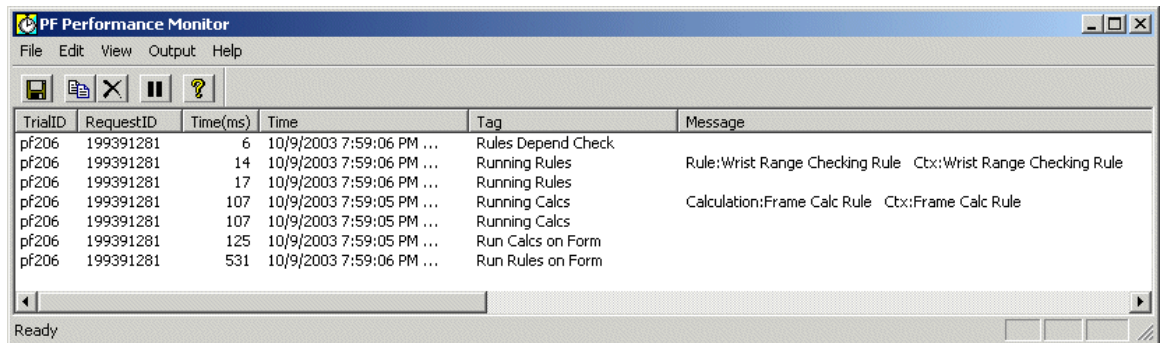 PF Performance Monitor
File Edit View Output Help
TrialID RequestID Time(ms) Time Tag Message
pf206 199391281 6 10/9/2003 7:59:06 PM ... Rules Depend Check
pf206 199391281 14 10/9/2003 7:59:06 PM ... Running Rules Rule:Wrist Range Checking Rule Ctx:Wrist Range Checking Rule
pf206 199391281 17 10/9/2003 7:59:06 PM ... Running Rules
pf206 199391281 107 10/9/2003 7:59:05 PM ... Running Calcs Calculation:Frame Calc Rule Ctx:Frame Calc Rule
pf206 199391281 107 10/9/2003 7:59:05 PM ... Running Calcs
pf206 199391281 125 10/9/2003 7:59:05 PM ... Run Calcs on Form
pf206 199391281 531 10/9/2003 7:59:06 PM ... Run Rules on Form
Ready